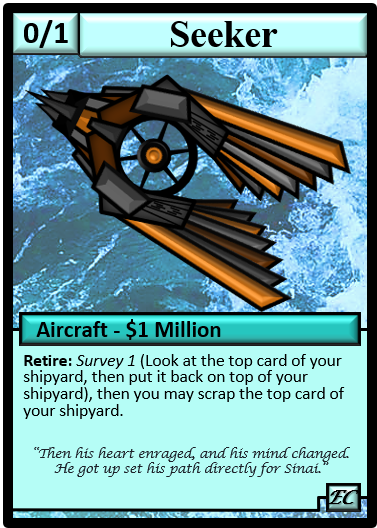 0/1
Seeker
Aircraft - $1 Million
Retire: Survey 1 (Look at the top card of your
shipyard, then put it back on top of your
shipyard), then you may scrap the top card of
your shipyard.
“Then his heart enraged, and his mind changed.
He got up set his path directly for Sinai.”
EC